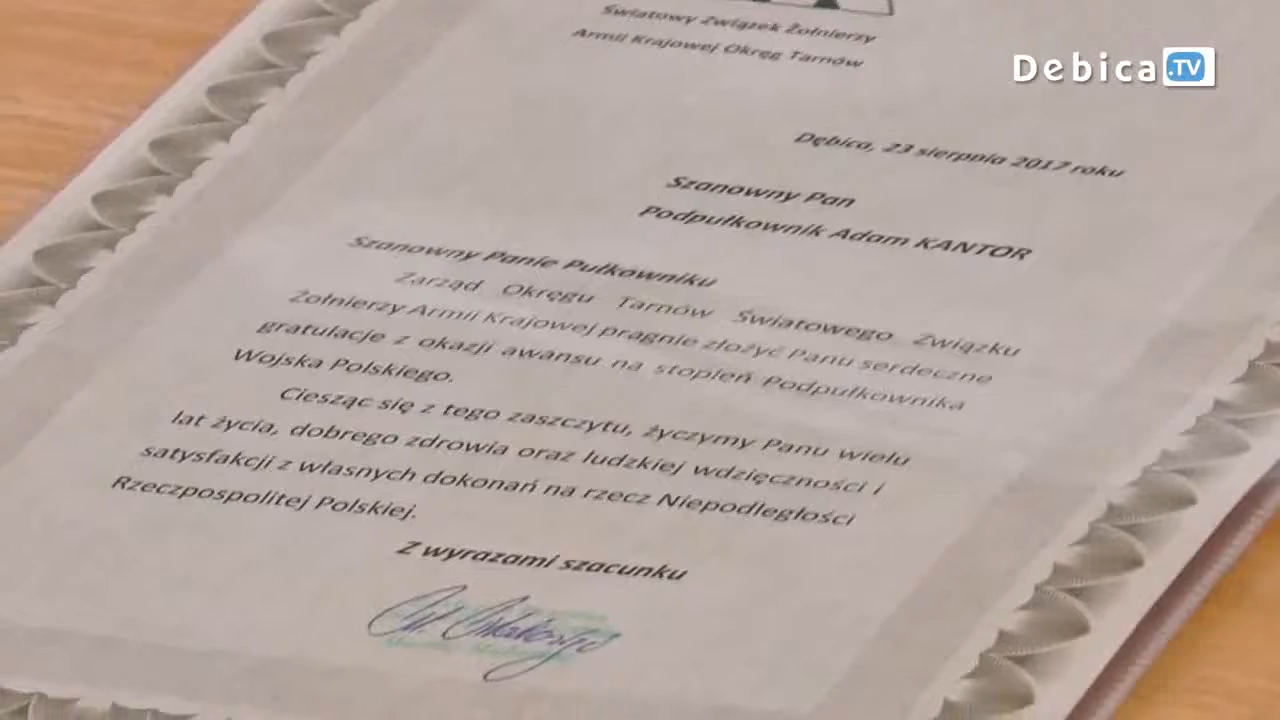 Światowy Związek Żołnierzy
Armii Krajowej Okręg Tarnów
Debica.TV
Dębica, 23 sierpnia 2017 roku
Szanowny Pan
Podpułkownik Adam KANTOR
Szanowny Panie Pułkowniku
Zarząd Okręgu Tarnów Światowego Związku
Żołnierzy Armii Krajowej pragnie złożyć Panu serdeczne
gratulacje z okazji awansu na stopień Podpułkownika
Wojska Polskiego.
Ciesząc się z tego zaszczytu, życzymy Panu wielu
lat życia, dobrego zdrowia oraz ludzkiej wdzięczności i
satysfakcji z własnych dokonań na rzecz Niepodległości
Rzeczpospolitej Polskiej.
Z wyrazami szacunku